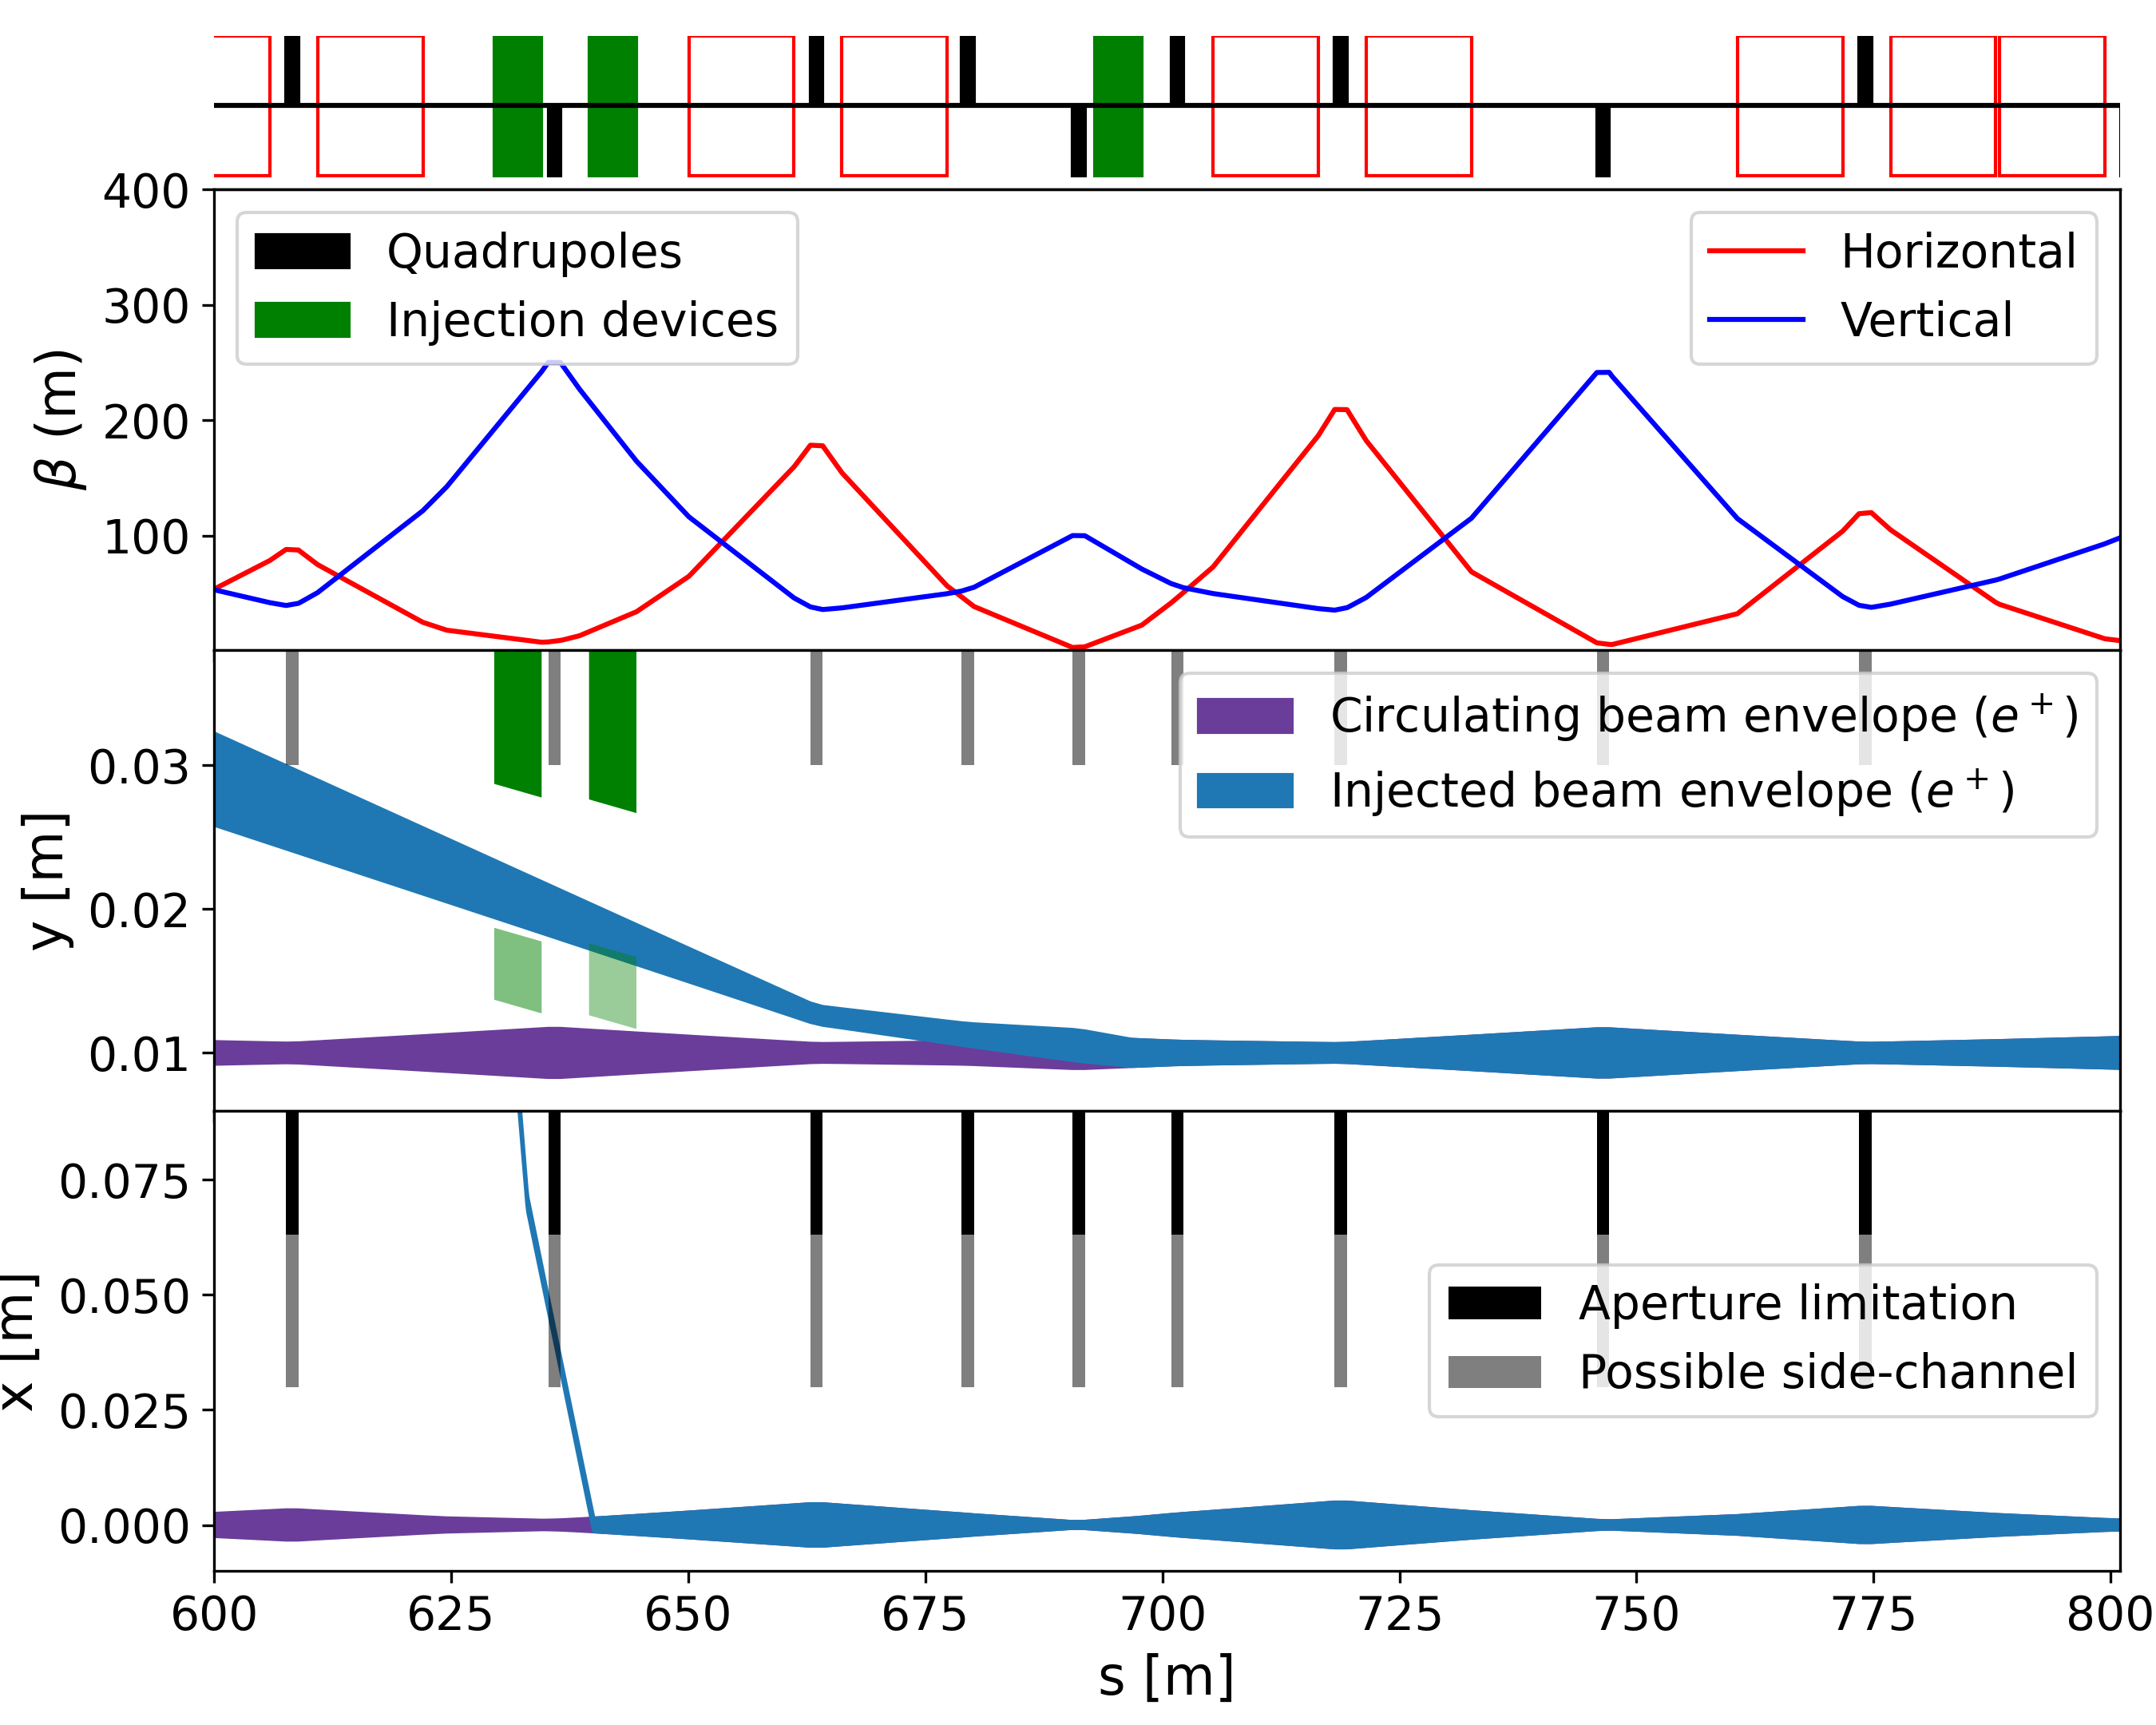 400
300
200
100
β (m)
Quadrupoles
Injection devices
Horizontal
Vertical
0.03
0.02
0.01
y [m]
Circulating beam envelope (e⁺)
Injected beam envelope (e⁺)
0.075
0.050
0.025
0.000
x [m]
Aperture limitation
Possible side-channel
600 625 650 675 700 725 750 775 800
s [m]